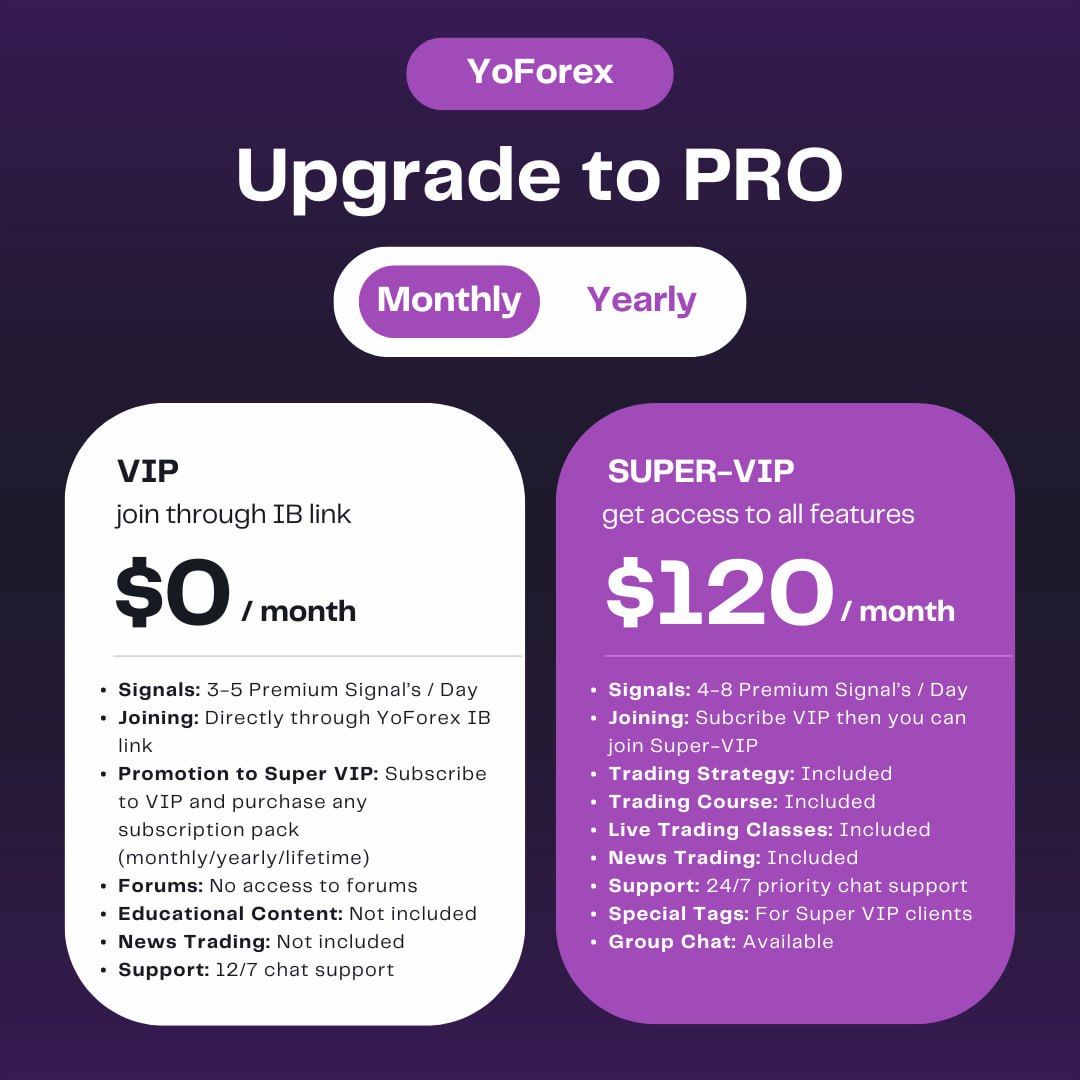 YoForex
Upgrade to PRO
Monthly
Yearly
VIP
join through IB link
$0 / month
• Signals: 3-5 Premium Signal's / Day
• Joining: Directly through YoForex IB
link
• Promotion to Super VIP: Subscribe
to VIP and purchase any
subscription pack
(monthly/yearly/lifetime)
• Forums: No access to forums
• Educational Content: Not included
• News Trading: Not included
• Support: 12/7 chat support
SUPER-VIP
get access to all features
$120 / month
• Signals: 4-8 Premium Signal's / Day
• Joining: Subcribe VIP then you can
join Super-VIP
• Trading Strategy: Included
• Trading Course: Included
• Live Trading Classes: Included
• News Trading: Included
• Support: 24/7 priority chat support
• Special Tags: For Super VIP clients
• Group Chat: Available